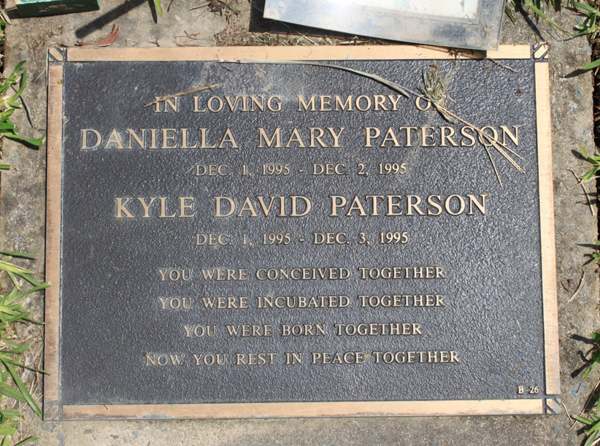 IN LOVING MEMORY OF
DANIELLA MARY PATERSON
DEC. 1, 1995 - DEC. 2, 1995
KYLE DAVID PATERSON
DEC. 1, 1995 - DEC. 3, 1995
YOU WERE CONCEIVED TOGETHER
YOU WERE INCUBATED TOGETHER
YOU WERE BORN TOGETHER
NOW YOU REST IN PEACE TOGETHER
B-26